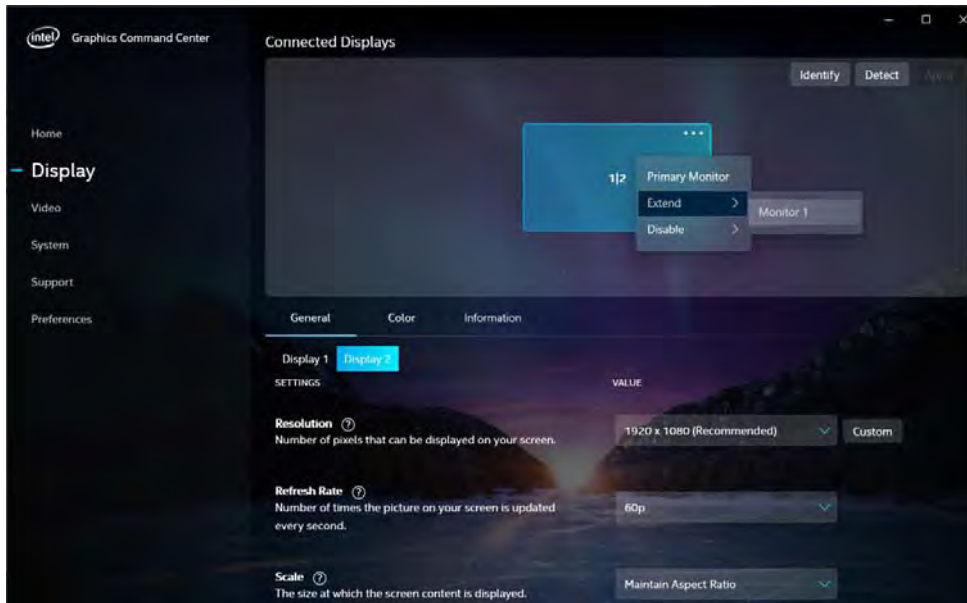 intel Graphics Command Center
Connected Displays
Identify Detect Apply
Home
Display
Video
System
Support
Preferences
1|2
Primary Monitor
Extend
Monitor 1
Disable
General Color Information
Display 1 Display 2
SETTINGS VALUE
Resolution ?
Number of pixels that can be displayed on your screen.
1920 x 1080 (Recommended) Custom
Refresh Rate ?
Number of times the picture on your screen is updated
every second.
60p
Scale ?
The size at which the screen content is displayed.
Maintain Aspect Ratio